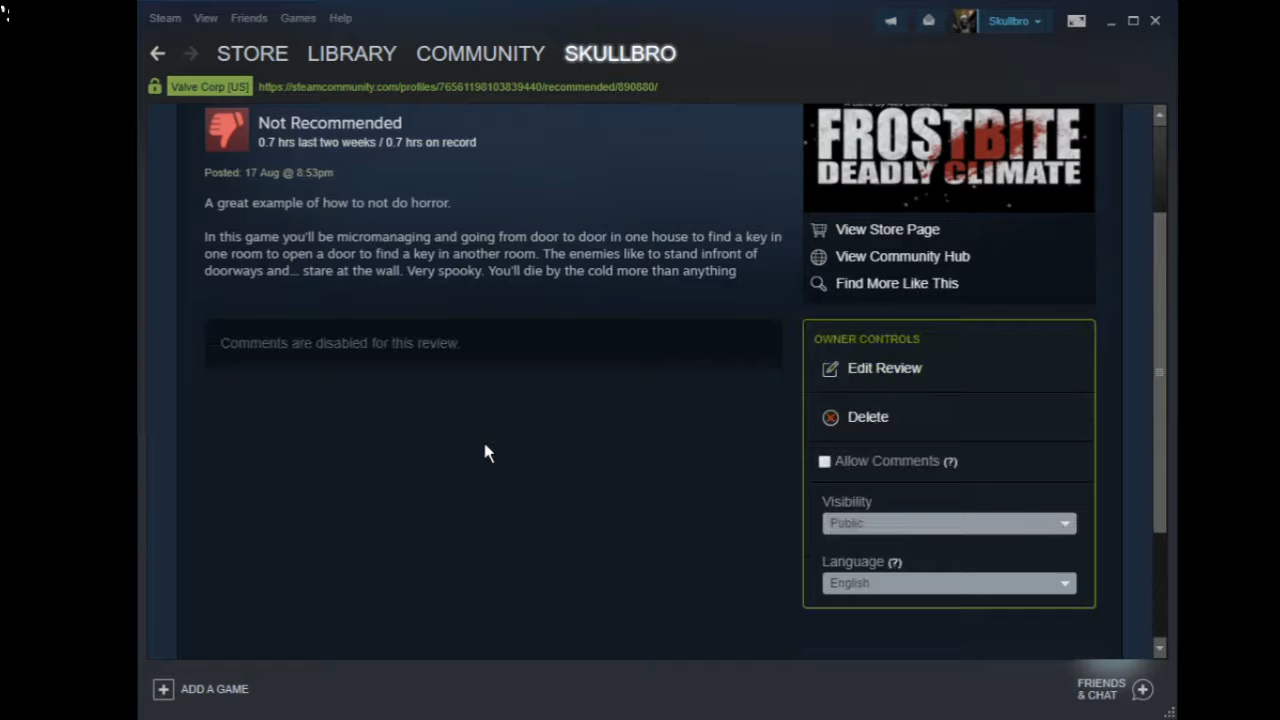 Steam View Friends Games Help
Skullbro
STORE LIBRARY COMMUNITY SKULLBRO
Valve Corp [US] https://steamcommunity.com/profiles/76561198103839440/recommended/890880/
Not Recommended
0.7 hrs last two weeks / 0.7 hrs on record
Posted: 17 Aug @ 8:53pm
A great example of how to not do horror.
In this game you'll be micromanaging and going from door to door in one house to find a key in
one room to open a door to find a key in another room. The enemies like to stand infront of
doorways and... stare at the wall. Very spooky. You'll die by the cold more than anything
Comments are disabled for this review.
FROSTBITE
DEADLY CLIMATE
View Store Page
View Community Hub
Find More Like This
OWNER CONTROLS
Edit Review
Delete
Allow Comments (?)
Visibility
Public
Language (?)
English
ADD A GAME
FRIENDS
& CHAT